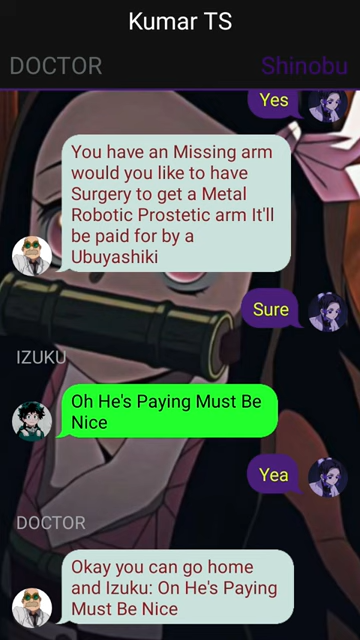 Kumar TS
DOCTOR
Shinobu
Yes
You have an Missing arm
would you like to have
Surgery to get a Metal
Robotic Prostetic arm It'll
be paid for by a
Ubuyashiki
Sure
IZUKU
Oh He's Paying Must Be
Nice
Yea
DOCTOR
Okay you can go home
and Izuku: On He's Paying
Must Be Nice